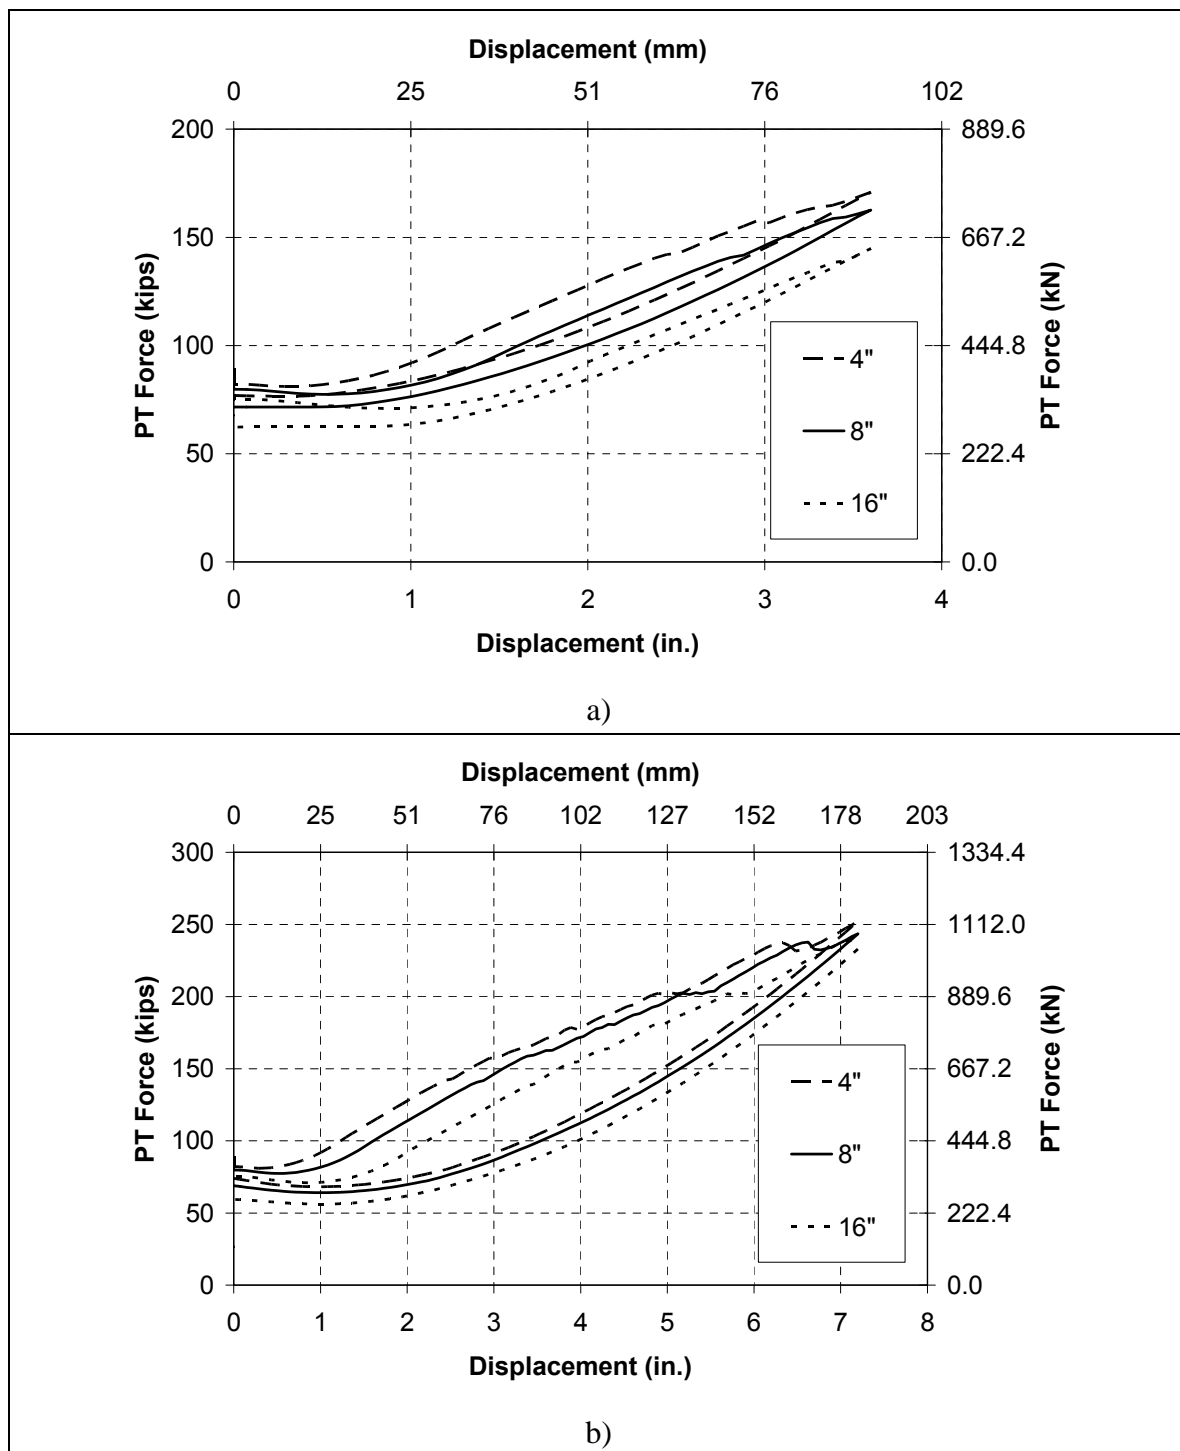 Displacement (mm)
0 25 51 76 102
200 889.6
150 667.2
100 444.8
50 222.4
0 0.0
PT Force (kips)
PT Force (kN)
4"
8"
16"
0 1 2 3 4
Displacement (in.)
a)
Displacement (mm)
0 25 51 76 102 127 152 178 203
300 1334.4
250 1112.0
200 889.6
150 667.2
100 444.8
50 222.4
0 0.0
PT Force (kips)
PT Force (kN)
4"
8"
16"
0 1 2 3 4 5 6 7 8
Displacement (in.)
b)